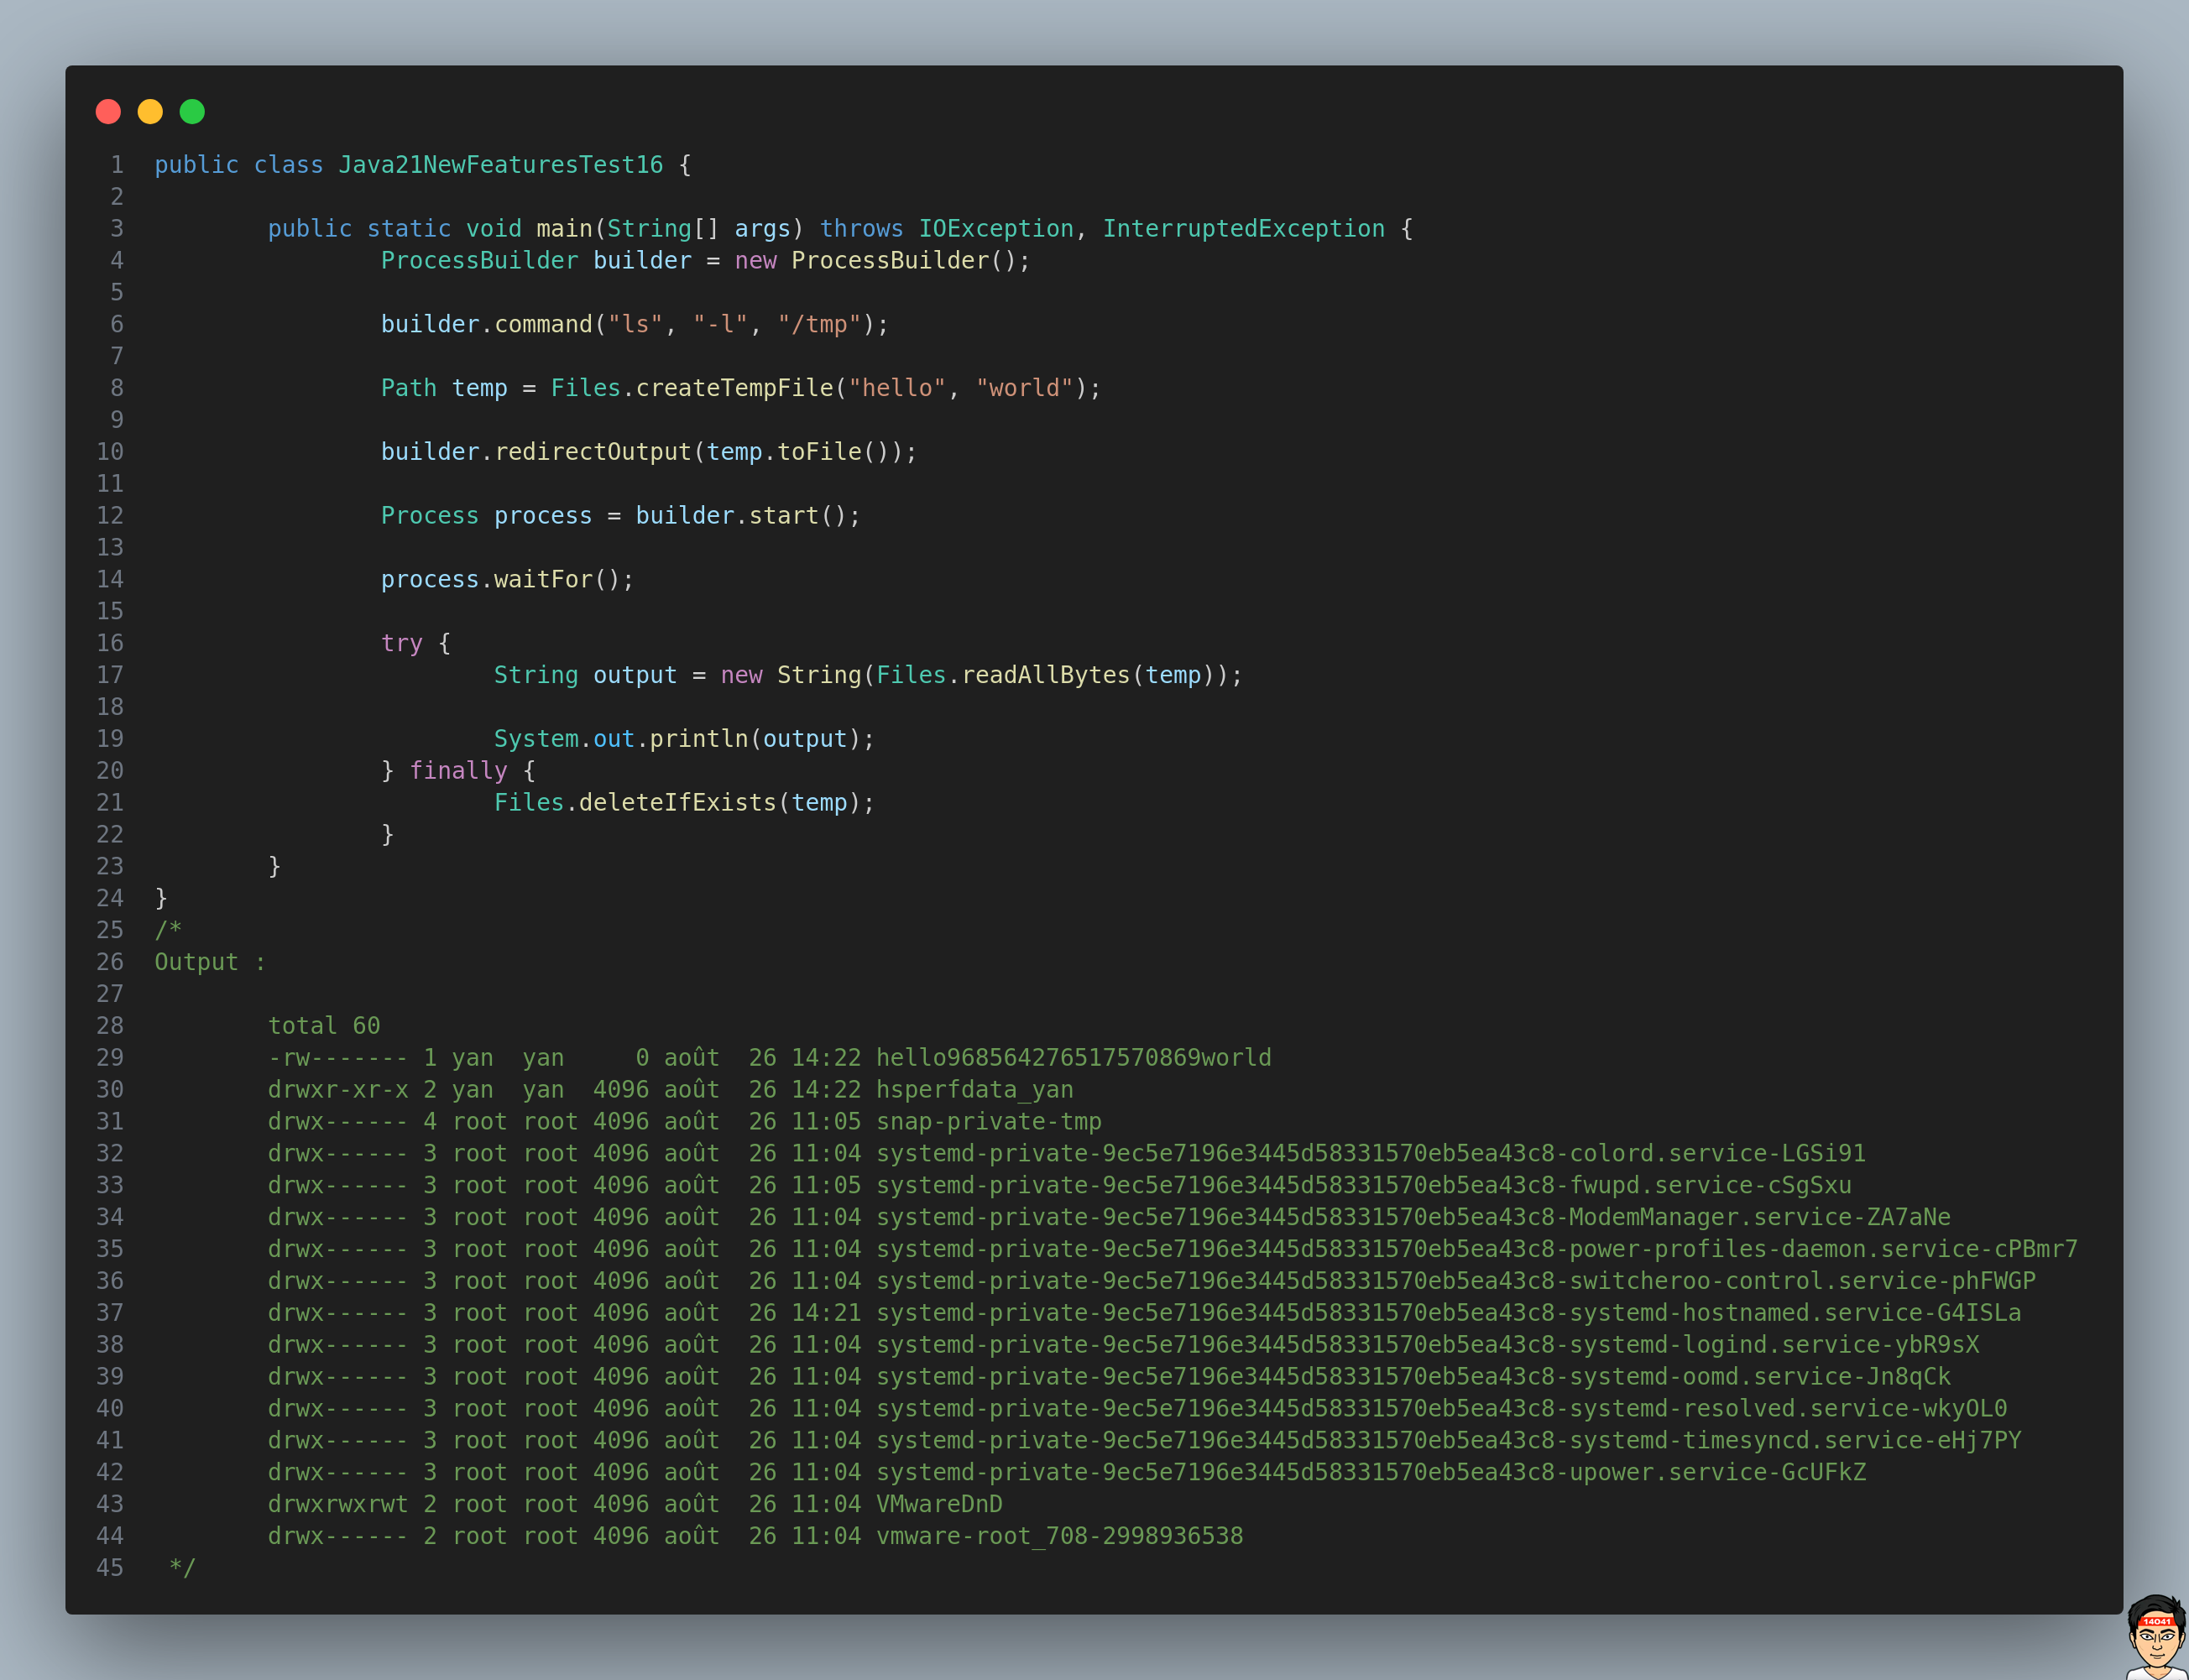 1 public class Java21NewFeaturesTest16 {
2
3 public static void main(String[] args) throws IOException, InterruptedException {
4 ProcessBuilder builder = new ProcessBuilder();
5
6 builder.command("ls", "-l", "/tmp");
7
8 Path temp = Files.createTempFile("hello", "world");
9
10 builder.redirectOutput(temp.toFile());
11
12 Process process = builder.start();
13
14 process.waitFor();
15
16 try {
17 String output = new String(Files.readAllBytes(temp));
18
19 System.out.println(output);
20 } finally {
21 Files.deleteIfExists(temp);
22 }
23 }
24 }
25 /*
26 Output :
27
28 total 60
29 -rw------- 1 yan  yan     0 août  26 14:22 hello968564276517570869world
30 drwxr-xr-x 2 yan  yan  4096 août  26 14:22 hsperfdata_yan
31 drwx------ 4 root root 4096 août  26 11:05 snap-private-tmp
32 drwx------ 3 root root 4096 août  26 11:04 systemd-private-9ec5e7196e3445d58331570eb5ea43c8-colord.service-LGSi91
33 drwx------ 3 root root 4096 août  26 11:05 systemd-private-9ec5e7196e3445d58331570eb5ea43c8-fwupd.service-cSgSxu
34 drwx------ 3 root root 4096 août  26 11:04 systemd-private-9ec5e7196e3445d58331570eb5ea43c8-ModemManager.service-ZA7aNe
35 drwx------ 3 root root 4096 août  26 11:04 systemd-private-9ec5e7196e3445d58331570eb5ea43c8-power-profiles-daemon.service-cPBmr7
36 drwx------ 3 root root 4096 août  26 11:04 systemd-private-9ec5e7196e3445d58331570eb5ea43c8-switcheroo-control.service-phFWGP
37 drwx------ 3 root root 4096 août  26 14:21 systemd-private-9ec5e7196e3445d58331570eb5ea43c8-systemd-hostnamed.service-G4ISLa
38 drwx------ 3 root root 4096 août  26 11:04 systemd-private-9ec5e7196e3445d58331570eb5ea43c8-systemd-logind.service-ybR9sX
39 drwx------ 3 root root 4096 août  26 11:04 systemd-private-9ec5e7196e3445d58331570eb5ea43c8-systemd-oomd.service-Jn8qCk
40 drwx------ 3 root root 4096 août  26 11:04 systemd-private-9ec5e7196e3445d58331570eb5ea43c8-systemd-resolved.service-wkyOL0
41 drwx------ 3 root root 4096 août  26 11:04 systemd-private-9ec5e7196e3445d58331570eb5ea43c8-systemd-timesyncd.service-eHj7PY
42 drwx------ 3 root root 4096 août  26 11:04 systemd-private-9ec5e7196e3445d58331570eb5ea43c8-upower.service-GcUFkZ
43 drwxrwxrwt 2 root root 4096 août  26 11:04 VMwareDnD
44 drwx------ 2 root root 4096 août  26 11:04 vmware-root_708-2998936538
45 */
14041